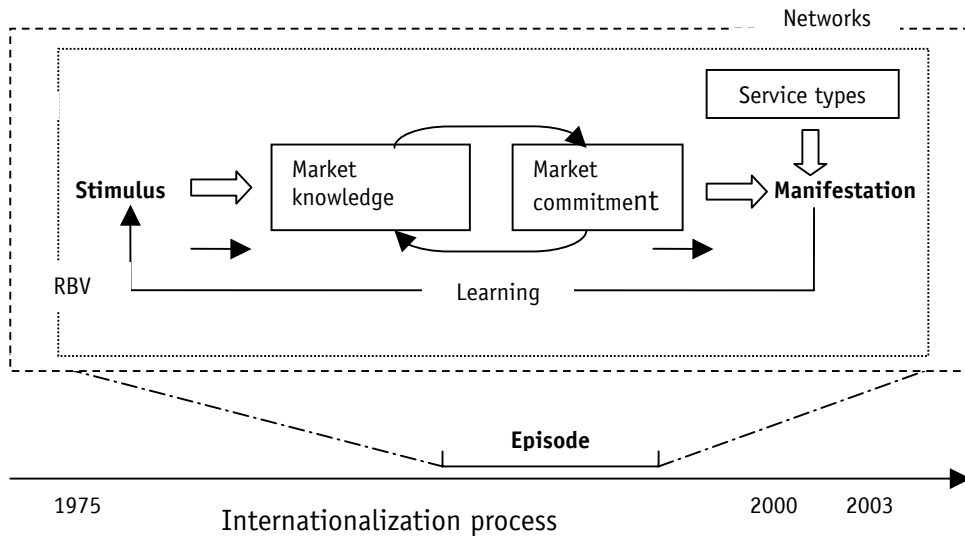 Networks
Service types
Market
knowledge
Market
commitment
Stimulus
Manifestation
RBV
Learning
Episode
1975
2000
2003
Internationalization process